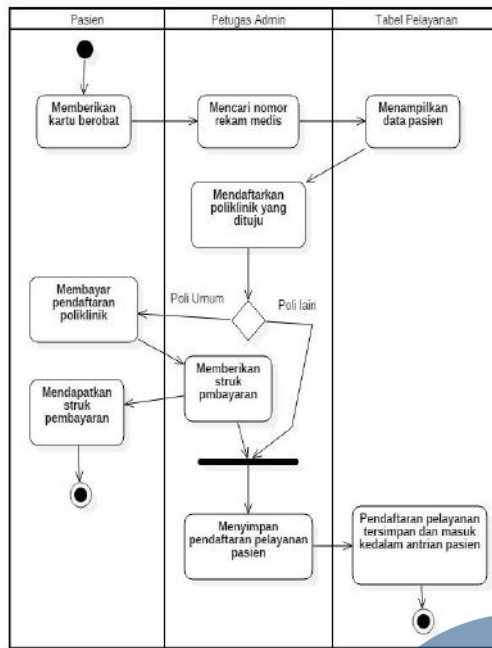 Pasien
Petugas Admin
Tabel Pelayanan
Memberikan
kartu berobat
Mencari nomor
rekam medis
Menampilkan
data pasien
Mendaftarkan
poliklinik yang
dituju
Poli Umum
Poli lain
Membayar
pendaftaran
poliklinik
Memberikan
struk
pmbayaran
Mendapatkan
struk
pembayaran
Menyimpan
pendaftaran pelayanan
pasien
Pendaftaran pelayanan
tersimpan dan masuk
kedalam antrian pasien